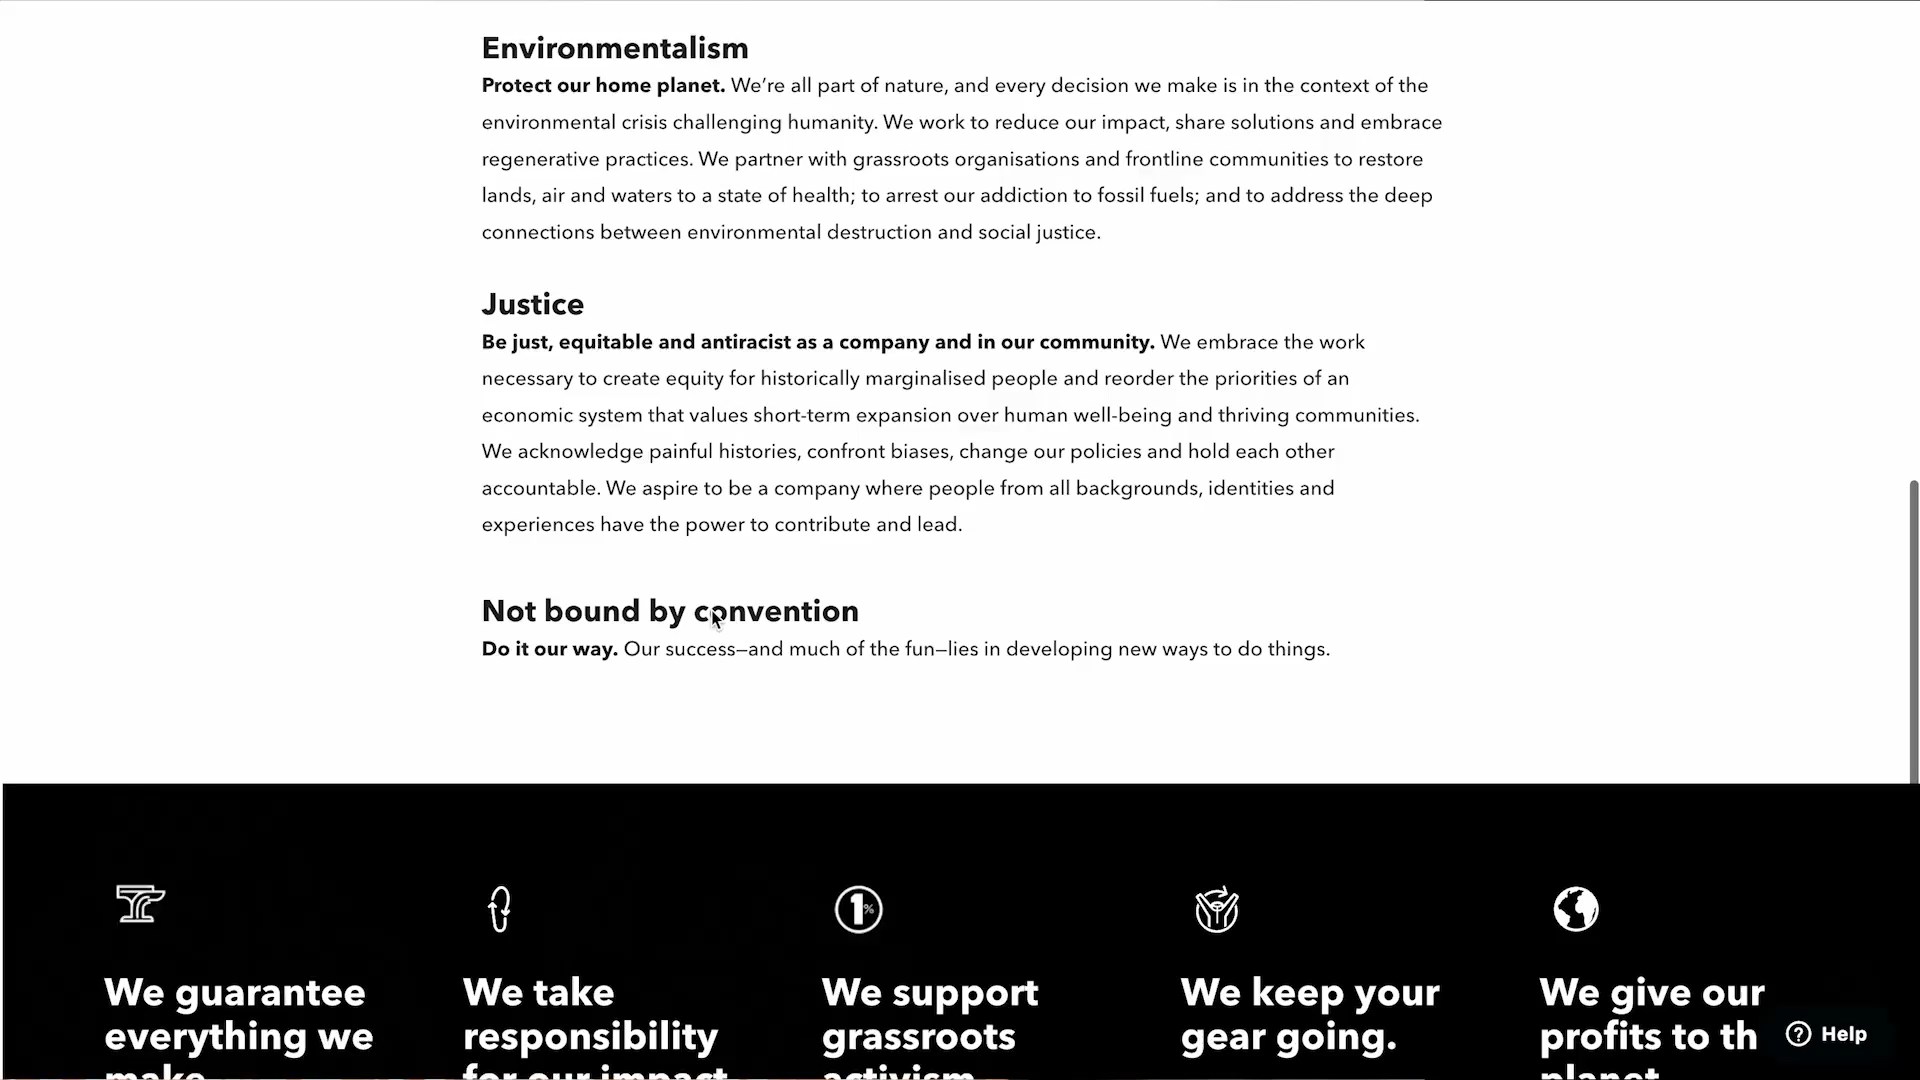 Environmentalism
Protect our home planet. We’re all part of nature, and every decision we make is in the context of the
environmental crisis challenging humanity. We work to reduce our impact, share solutions and embrace
regenerative practices. We partner with grassroots organisations and frontline communities to restore
lands, air and waters to a state of health; to arrest our addiction to fossil fuels; and to address the deep
connections between environmental destruction and social justice.
Justice
Be just, equitable and antiracist as a company and in our community. We embrace the work
necessary to create equity for historically marginalised people and reorder the priorities of an
economic system that values short-term expansion over human well-being and thriving communities.
We acknowledge painful histories, confront biases, change our policies and hold each other
accountable. We aspire to be a company where people from all backgrounds, identities and
experiences have the power to contribute and lead.
Not bound by convention
Do it our way. Our success—and much of the fun—lies in developing new ways to do things.
1%
We guarantee
everything we
make
We take
responsibility
for our impact
We support
grassroots
activism
We keep your
gear going.
We give our
profits to th
planet
Help